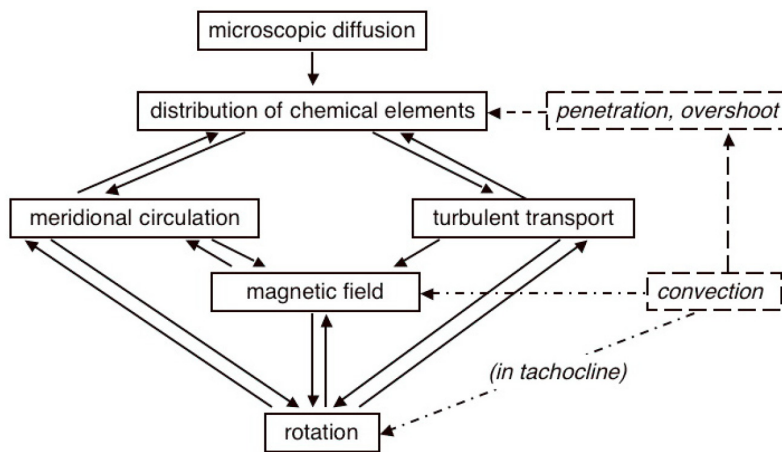 microscopic diffusion
distribution of chemical elements
penetration, overshoot
meridional circulation
turbulent transport
magnetic field
convection
(in tachocline)
rotation